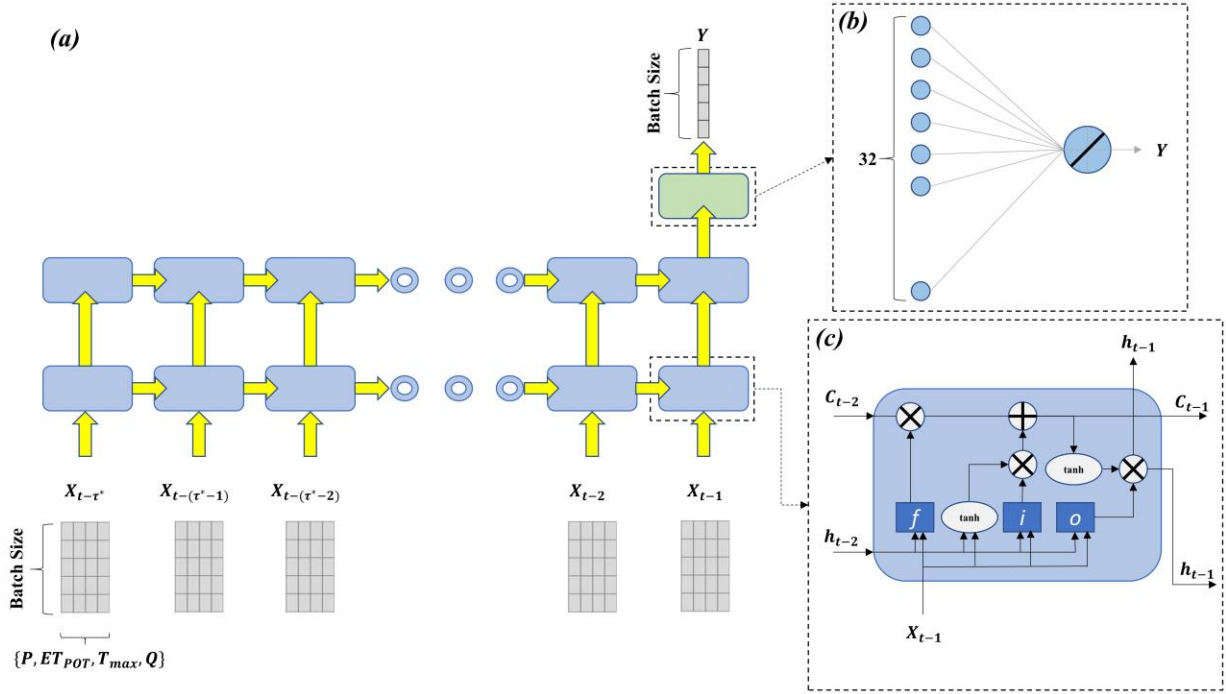 (a)
Y
Batch Size
X_{t-τ*}
X_{t-(τ*-1)}
X_{t-(τ*-2)}
X_{t-2}
X_{t-1}
Batch Size
{P, ET_{POT}, T_{max}, Q}
(b)
32
Y
(c)
h_{t-1}
C_{t-2}
C_{t-1}
tanh
f
tanh
i
o
h_{t-2}
h_{t-1}
X_{t-1}